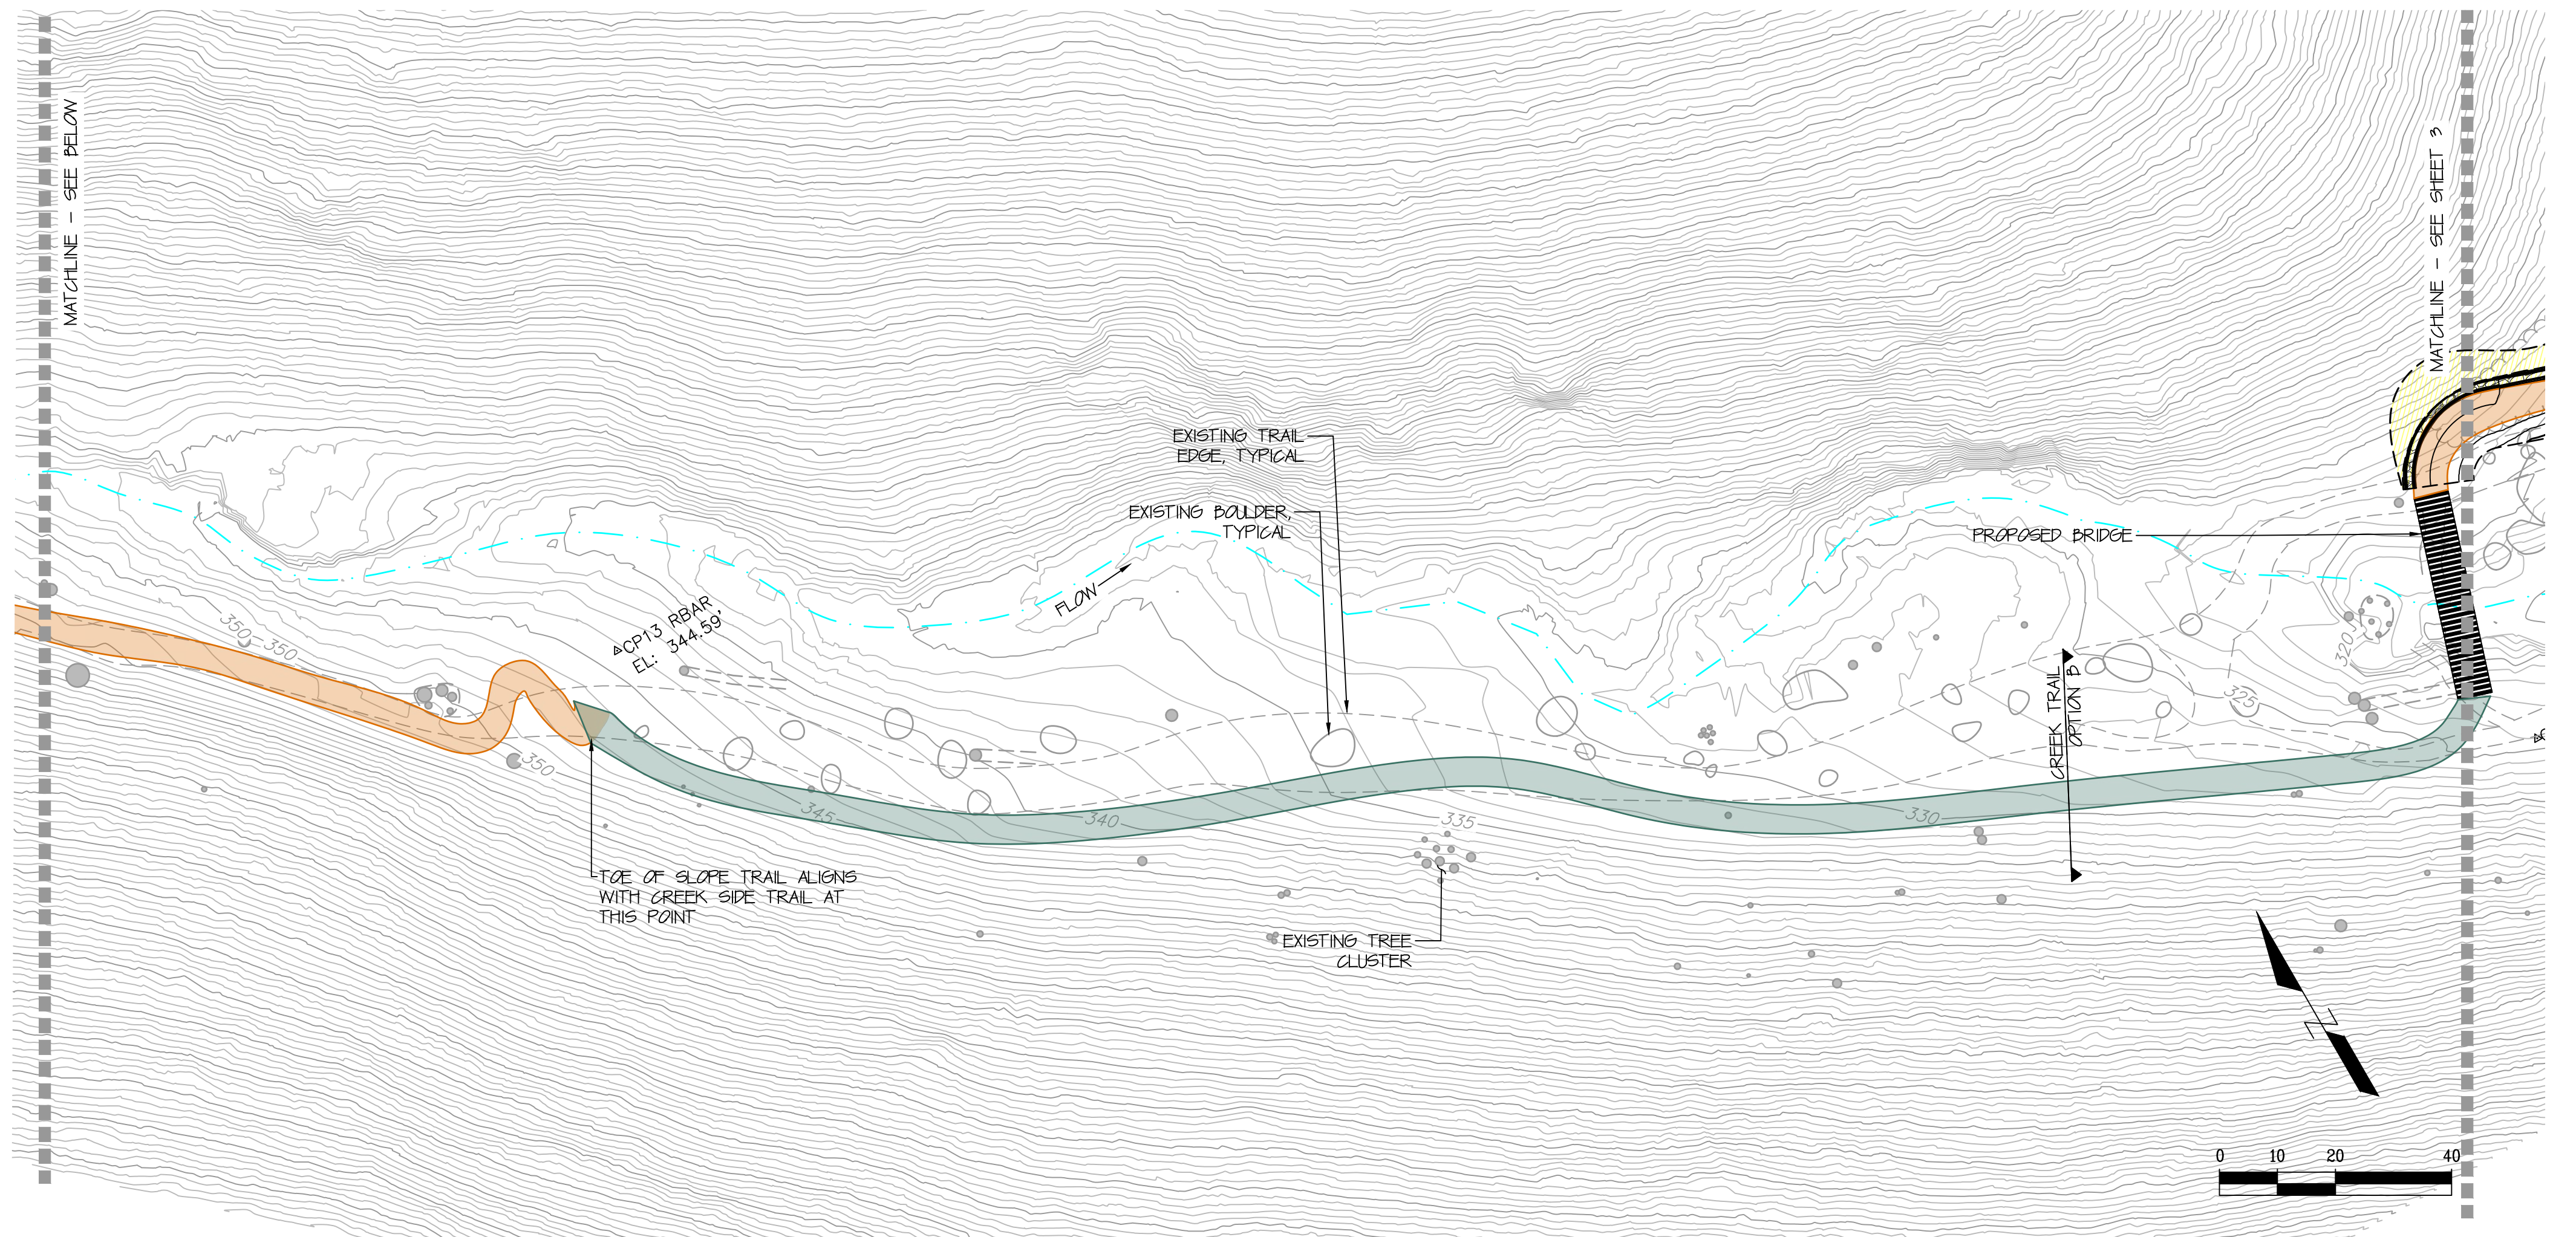 MATCHLINE - SEE BELOW
MATCHLINE - SEE SHEET 3
EXISTING TRAIL
EDGE, TYPICAL
EXISTING BOULDER,
TYPICAL
PROPOSED BRIDGE
FLOW
CP13 RBAR,
EL: 344.59'
350
350
350
345
340
335
330
325
320
CREEK TRAIL
OPTION B
TOE OF SLOPE TRAIL ALIGNS
WITH CREEK SIDE TRAIL AT
THIS POINT
EXISTING TREE
CLUSTER
N
0 10 20 40